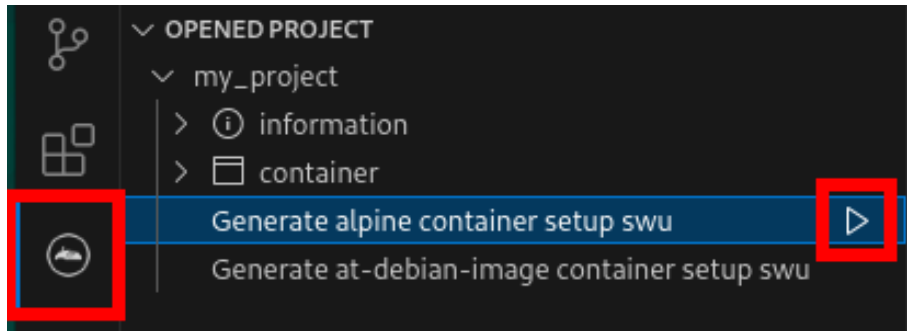 OPENED PROJECT
my_project
information
container
Generate alpine container setup swu
Generate at-debian-image container setup swu